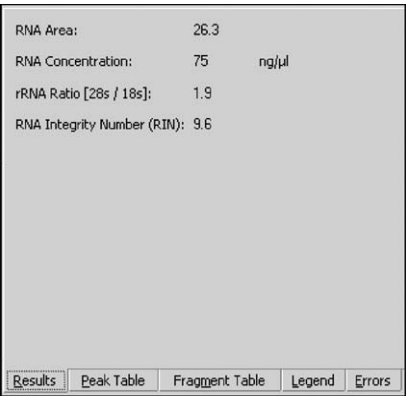 RNA Area: 26.3
RNA Concentration: 75 ng/µl
rRNA Ratio [28s / 18s]: 1.9
RNA Integrity Number (RIN): 9.6
Results Peak Table Fragment Table Legend Errors